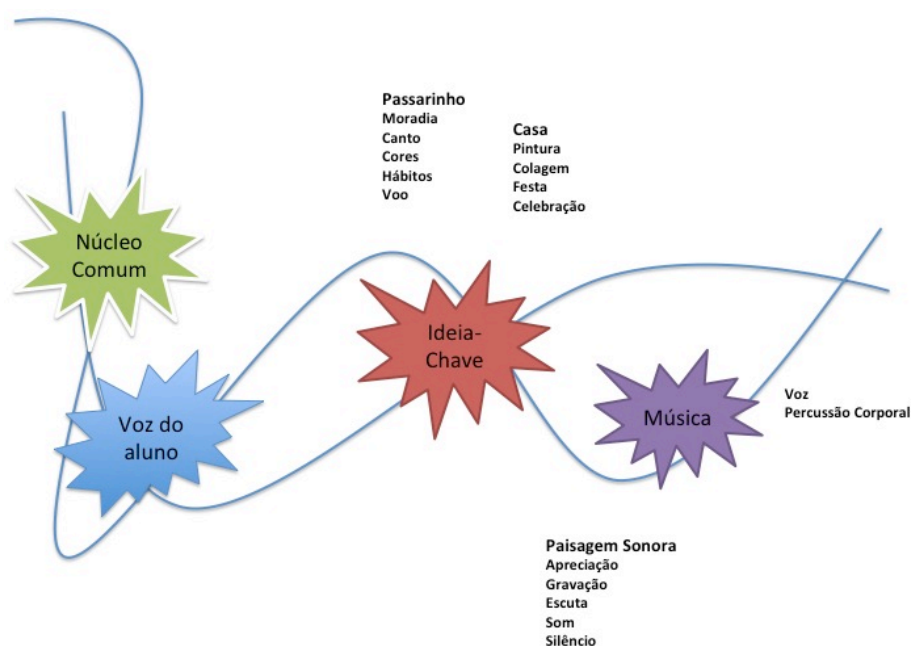 Passarinho
Moradia
Canto
Cores
Hábitos
Voo
Casa
Pintura
Colagem
Festa
Celebração
Núcleo
Comum
Ideia-
Chave
Voz do
aluno
Música
Voz
Percussão Corporal
Paisagem Sonora
Apreciação
Gravação
Escuta
Som
Silêncio